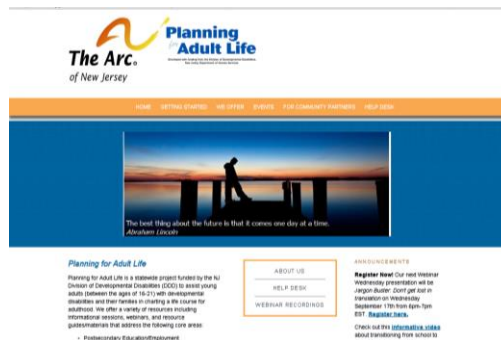 The Arc.
of New Jersey
Planning
for Adult Life
HOME GETTING STARTED WE OFFER EVENTS FOR COMMUNITY PARTNERS HELP DESK
The best thing about the future is that it comes one day at a time.
Abraham Lincoln
Planning for Adult Life
Planning for Adult Life is a statewide project funded by the NJ
Division of Developmental Disabilities (DDD) to assist young
adults (between the ages of 16-21) with developmental
disabilities and their families in charting a life course for
adulthood. We offer a variety of resources including
informational sessions, webinars, and resource
guides/materials that address the following core areas:
• Postsecondary Education/Employment
ABOUT US
HELP DESK
WEBINAR RECORDINGS
ANNOUNCEMENTS
Register Now! Our next Webinar
Wednesday presentation will be
Jargon Buster: Don't get lost in
translation on Wednesday
September 17th from 6pm-7pm
EST. Register here.
Check out this informative video
about transitioning from school to